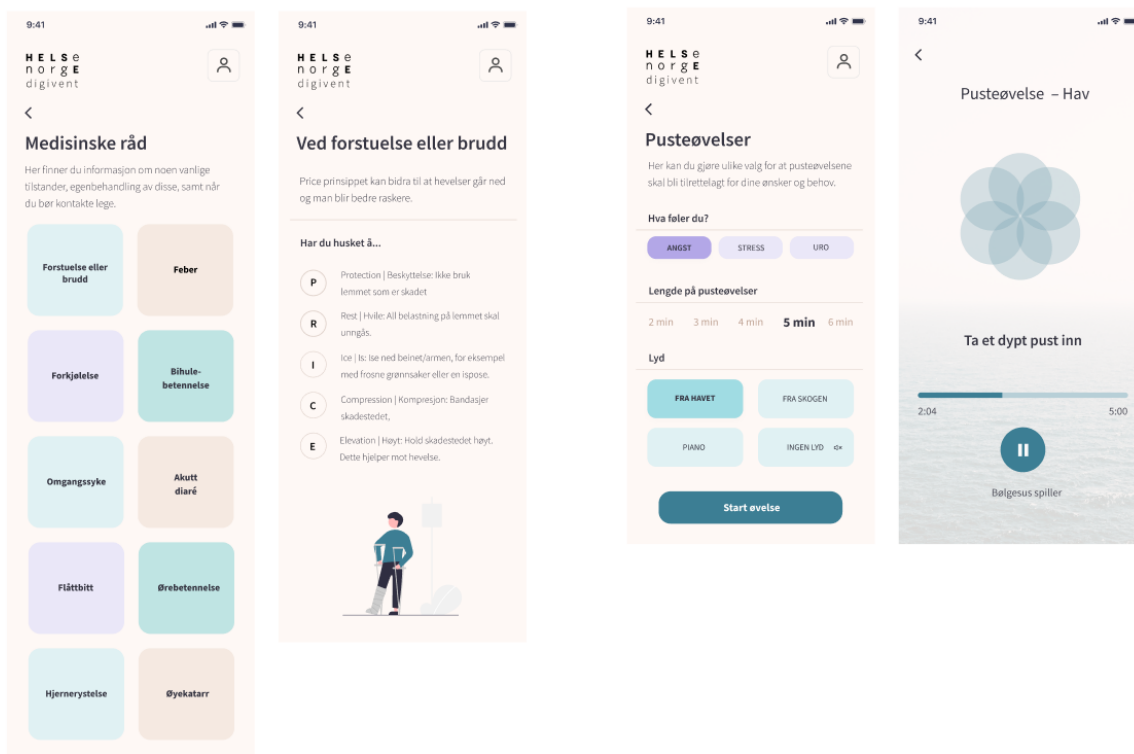 9:41
HELSe
norgE
digivent
Medisinske råd
Her finner du informasjon om noen vanlige
tilstander, egenbehandling av disse, samt når
du bør kontakte lege.
Forstuelse eller
brudd
Feber
Forkjølelse
Bihule-
betennelse
Omgangssyke
Akutt
diaré
Flåttbitt
Ørebetennelse
Hjernerystelse
Øyekatarr
9:41
HELSe
norgE
digivent
Ved forstuelse eller brudd
Price prinsippet kan bidra til at hevelser går ned
og man blir bedre raskere.
Har du husket å...
P
Protection | Beskyttelse: Ikke bruk
lemmet som er skadet
R
Rest | Hvile: All belastning på lemmet skal
unngås.
I
Ice | Is: Ise ned beinet/armen, for eksempel
med frosne grønnsaker eller en ispose.
C
Compression | Kompresjon: Bandasjer
skadestedet,
E
Elevation | Høyt: Hold skadestedet høyt.
Dette hjelper mot hevelse.
9:41
HELSe
norgE
digivent
Pusteøvelser
Her kan du gjøre ulike valg for at pusteøvelsene
skal bli tilrettelagt for dine ønsker og behov.
Hva føler du?
ANGST STRESS URO
Lengde på pusteøvelser
2 min 3 min 4 min 5 min 6 min
Lyd
FRA HAVET FRA SKOGEN
PIANO INGEN LYD
Start øvelse
9:41
Pusteøvelse – Hav
Ta et dypt pust inn
2:04 5:00
Bølgesus spiller